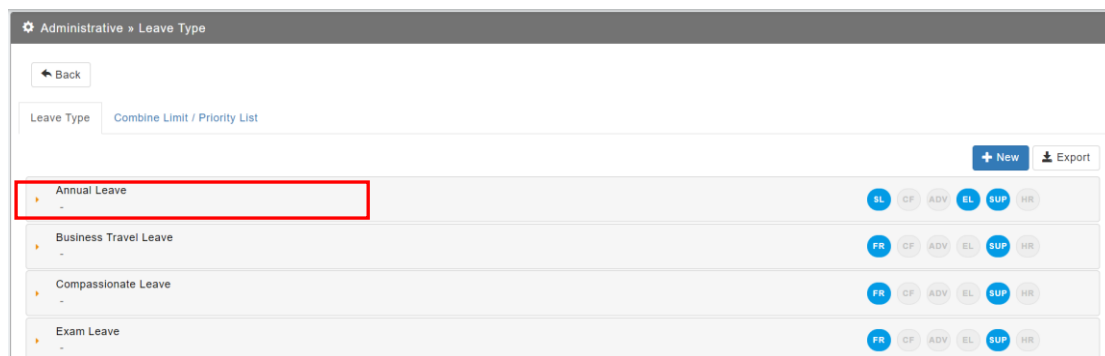 Administrative » Leave Type
Back
Leave Type Combine Limit / Priority List
New Export
Annual Leave
-
SL CF ADV EL SUP HR
Business Travel Leave
-
FR CF ADV EL SUP HR
Compassionate Leave
-
FR CF ADV EL SUP HR
Exam Leave
-
FR CF ADV EL SUP HR